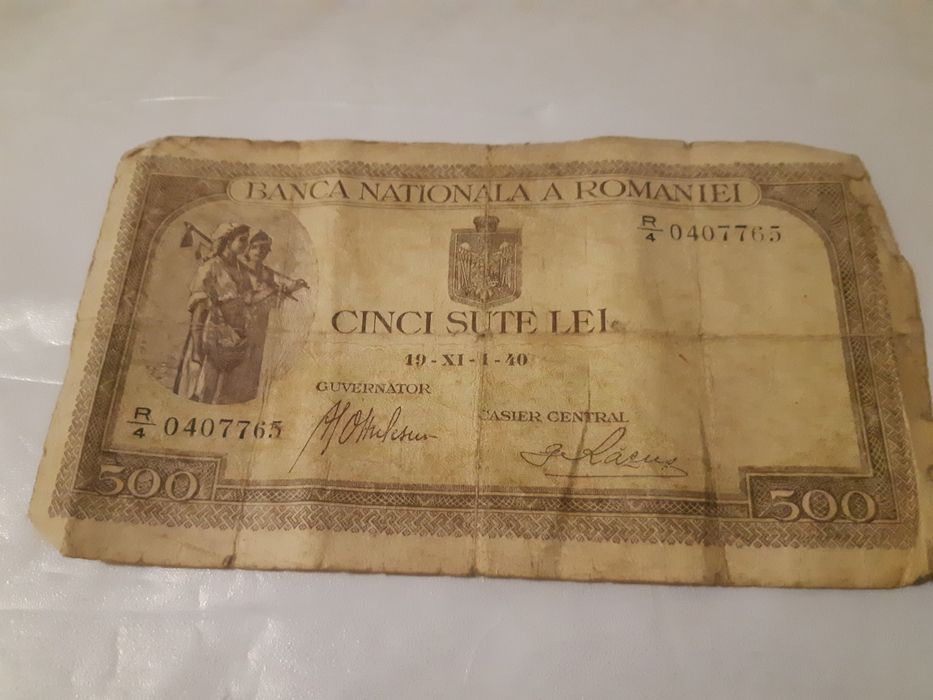 BANCA NATIONALA A ROMANIEI
R/4 0407765
CINCI SUTE LEI
19-XI-1-40
GUVERNATOR
CASIER CENTRAL
R/4 0407765
500
500